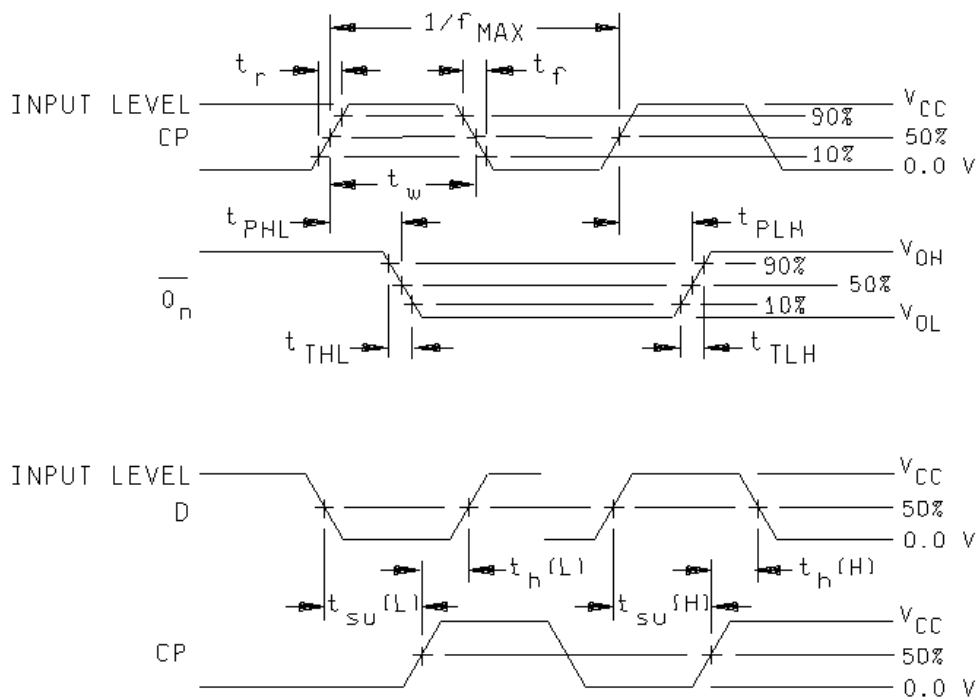 1/fMAX
tr
tf
INPUT LEVEL
VCC
90%
CP
50%
10%
0.0 V
tw
tPHL
tPLH
VOH
90%
Qn
50%
10%
VOL
tTHL
tTLH
INPUT LEVEL
VCC
D
50%
0.0 V
th(L)
th(H)
tsu(L)
tsu(H)
VCC
CP
50%
0.0 V